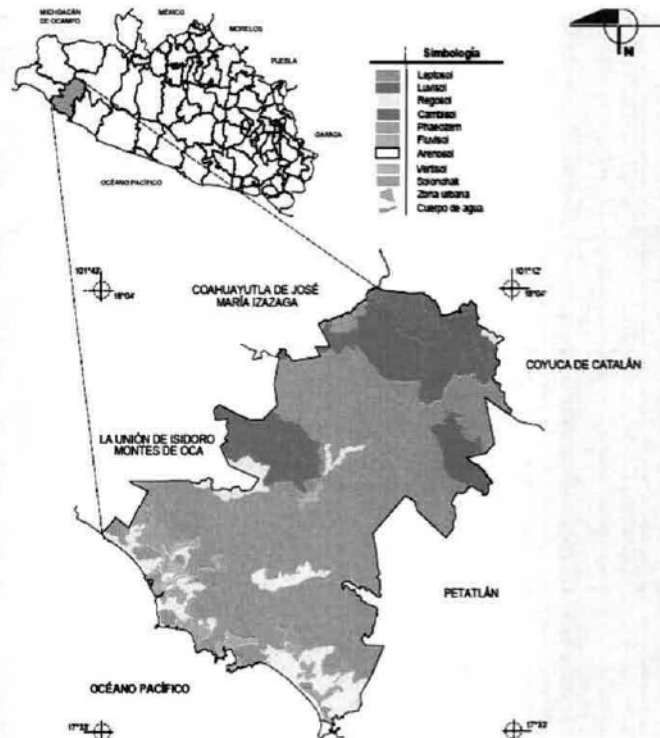 MICHOACÁN
DE OCAMPO
MÉXICO
MORELOS
PUEBLA
OAXACA
OCÉANO PACÍFICO
N
Simbología
Leptosol
Luvisol
Regosol
Cambisol
Phaeozem
Fluvisol
Arenosol
Vertisol
Solonchak
Zona urbana
Cuerpo de agua
101°42'
18°04'
COAHUAYUTLA DE JOSÉ
MARÍA IZAZAGA
101°12'
18°04'
COYUCA DE CATALÁN
LA UNIÓN DE ISIDORO
MONTES DE OCA
PETATLÁN
OCÉANO PACÍFICO
17°33'
17°33'